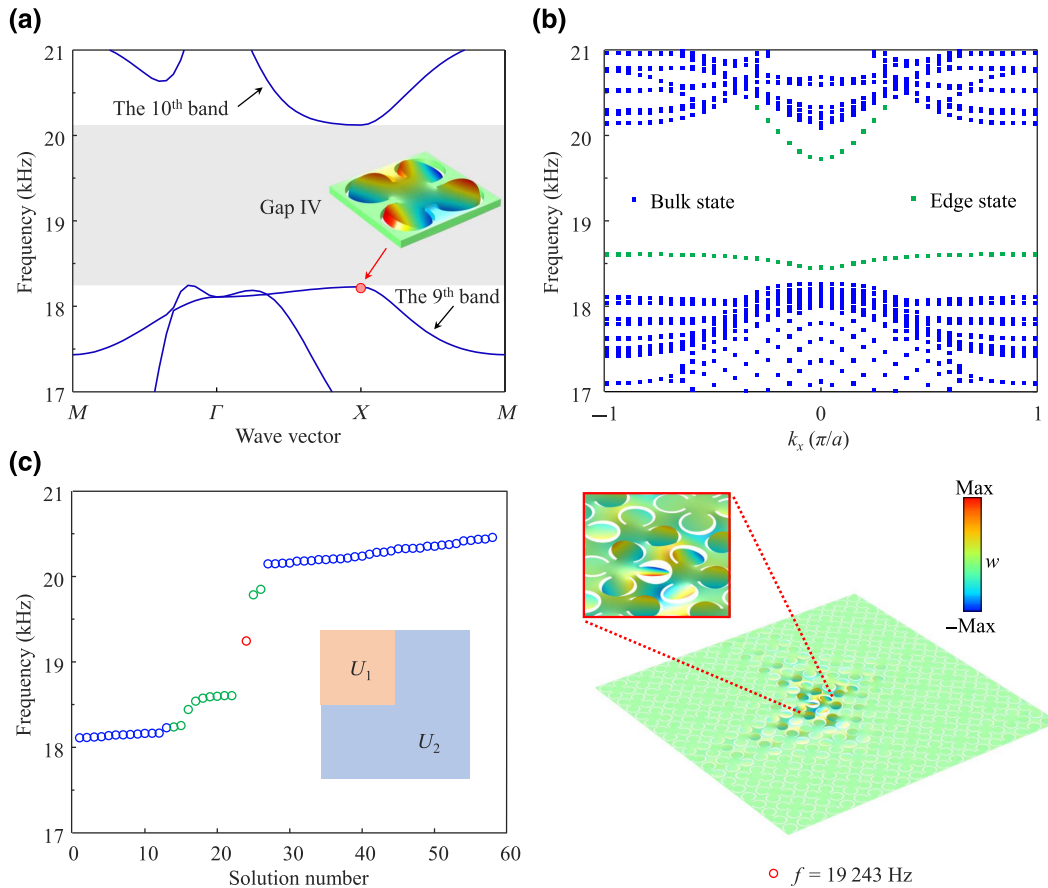 (a)
21
20
19
18
17
Frequency (kHz)
The 10th band
Gap IV
The 9th band
M
Γ
X
M
Wave vector
(b)
21
20
19
18
17
Frequency (kHz)
Bulk state
Edge state
−1
0
1
kx (π/a)
(c)
21
20
19
18
17
Frequency (kHz)
U1
U2
0
10
20
30
40
50
60
Solution number
Max
w
−Max
f = 19 243 Hz